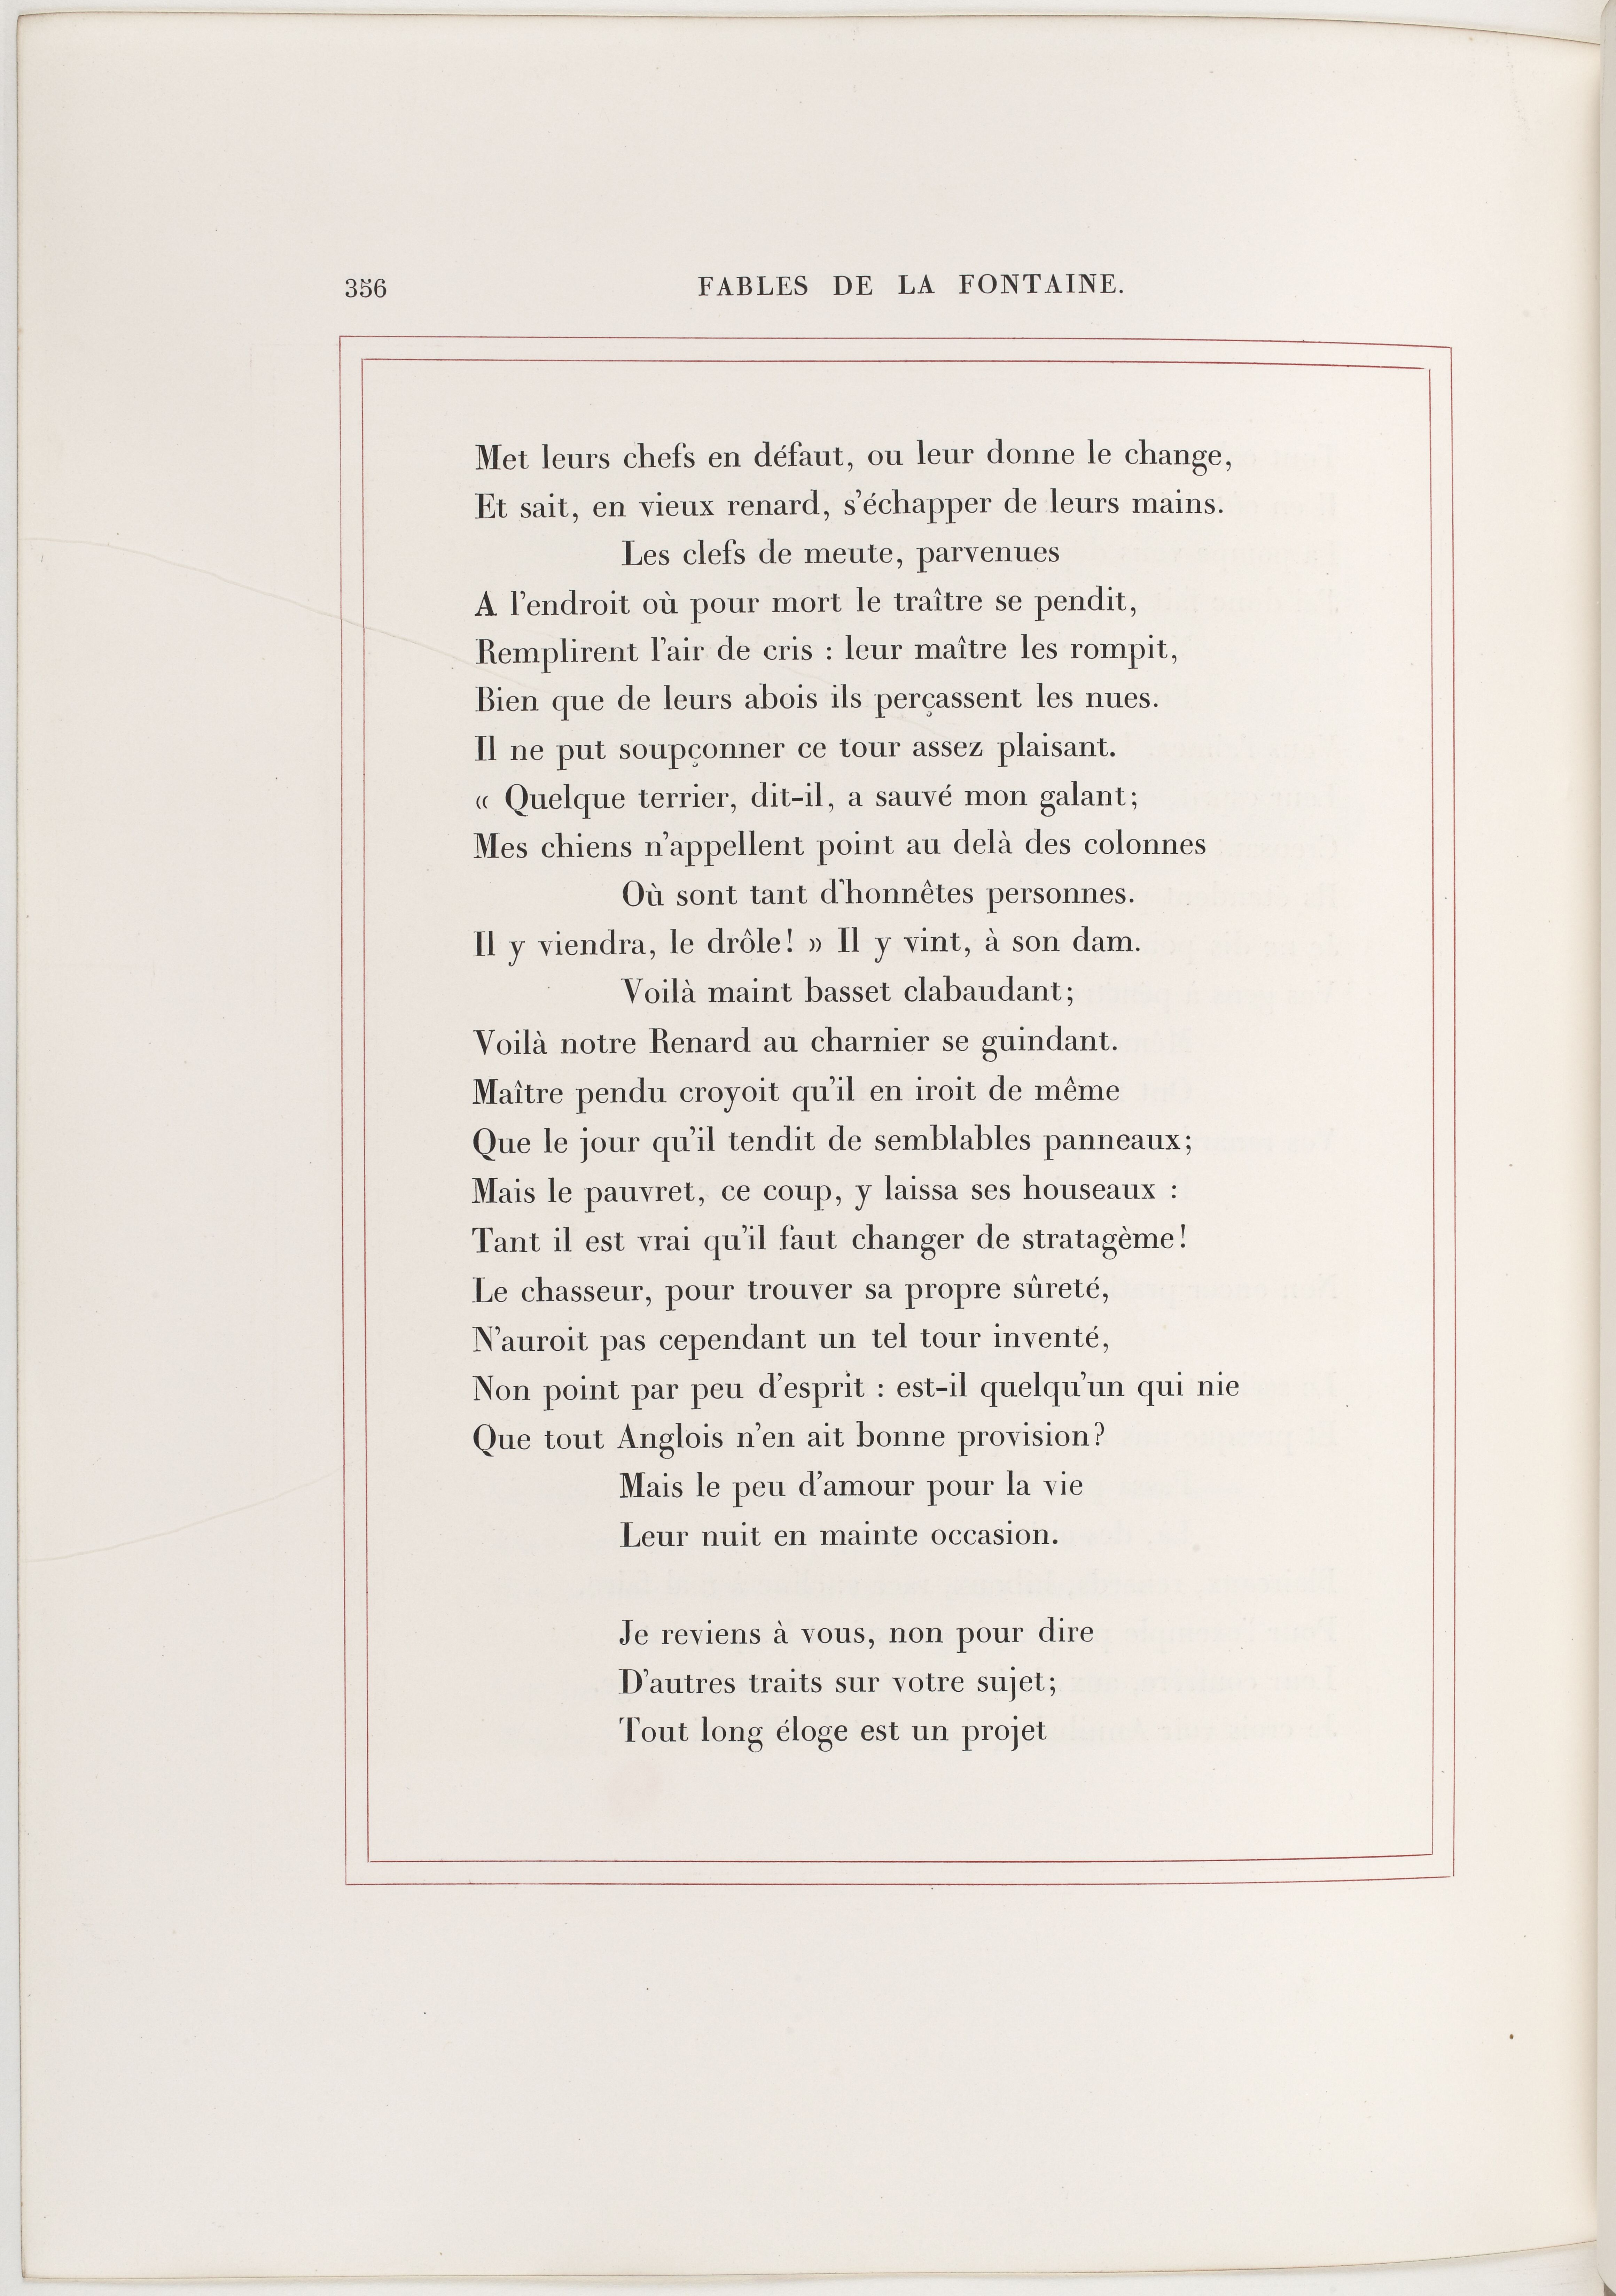 356
FABLES DE LA FONTAINE.
Met leurs chefs en défaut, ou leur donne le change,
Et sait, en vieux renard, s'échapper de leurs mains.
Les clefs de meute, parvenues
A l'endroit où pour mort le traître se pendit,
Remplirent l'air de cris : leur maître les rompit,
Bien que de leurs abois ils perçassent les nues.
Il ne put soupçonner ce tour assez plaisant.
« Quelque terrier, dit-il, a sauvé mon galant;
Mes chiens n'appellent point au delà des colonnes
Où sont tant d'honnêtes personnes.
Il y viendra, le drôle! » Il y vint, à son dam.
Voilà maint basset clabaudant;
Voilà notre Renard au charnier se guindant.
Maître pendu croyoit qu'il en iroit de même
Que le jour qu'il tendit de semblables panneaux;
Mais le pauvret, ce coup, y laissa ses houseaux :
Tant il est vrai qu'il faut changer de stratagème!
Le chasseur, pour trouver sa propre sûreté,
N'auroit pas cependant un tel tour inventé,
Non point par peu d'esprit : est-il quelqu'un qui nie
Que tout Anglois n'en ait bonne provision?
Mais le peu d'amour pour la vie
Leur nuit en mainte occasion.
Je reviens à vous, non pour dire
D'autres traits sur votre sujet;
Tout long éloge est un projet